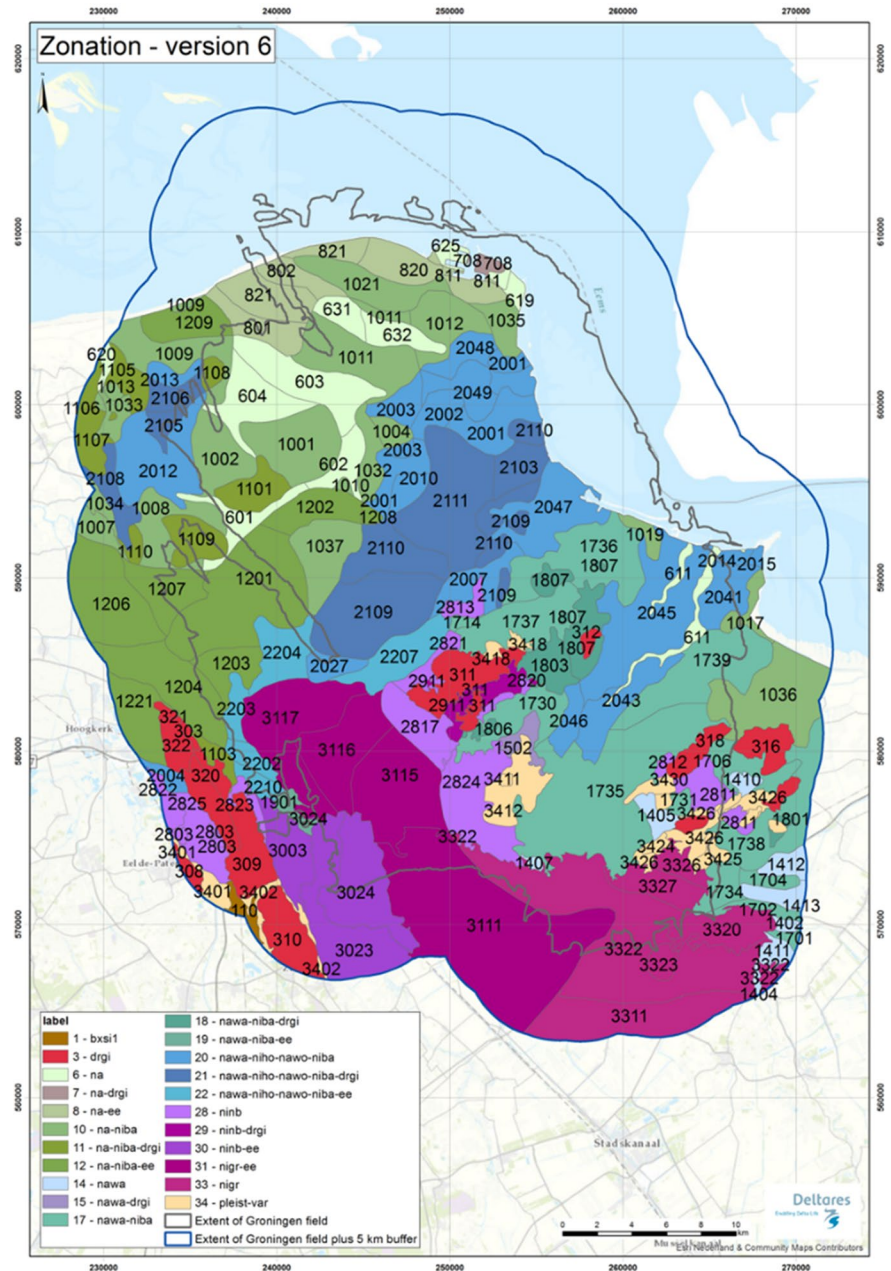 230000 240000 250000 260000 270000
Zonation - version 6
620000 620000
610000 610000
600000 600000
590000 590000
580000 580000
570000 570000
560000 560000
821 625
802 708 708
820 811 811
821 1021
1009 631 1011 619
1209 801 632 1012 1035
620 1009 1011 2048
1105 2013 1108 2001
1013 603
1106 1033 2106 604 2003 2049
2105 1004 2002
1107 1001 2003 2001 2110
2012 1002 602 1032 2103
2108 1101 1010 2010
1034 1008 1202 2001 2111 2047
1007 601 1208 2109
1110 1109 1037 2110 2110 1736 1019
1807 2014 2015
1207 1201 2007 1807 611
1206 2109 2813 2109 2045 2041
1714 1737 1807 312 1017
2204 2207 2821 3418 1807 611
1203 2027 3418 1803 1739
311 2820
1204 2911 311
1221 2203 2911 311 1730 2043 1036
321 3117 2817 2046
303 1806
322 1103 3116 1502 318 316
2202 2812 1706
2004 320 3115 2824 3411 3430 1410
2822 2210 1735 2811
2825 2823 1901 1731 3426
3024 3412 1405 3426 1801
2803 2803 2811
3401 2803 3003 3322 3424 3426 1738
308 309 1407 3426 3326 3425 1412
3401 3402 3024 3327 1734 1704
110 3111 1702 1413
3320 1402
310 3023 3322 1701
3402 3323 1411
3322
3322
3311 1404
Eems
Hoogkerk
Stadskanaal
label
1 - bxsi1
3 - drgi
6 - na
7 - na-drgi
8 - na-ee
10 - na-niba
11 - na-niba-drgi
12 - na-niba-ee
14 - nawa
15 - nawa-drgi
17 - nawa-niba
18 - nawa-niba-drgi
19 - nawa-niba-ee
20 - nawa-niho-nawo-niba
21 - nawa-niho-nawo-niba-drgi
22 - nawa-niho-nawo-niba-ee
28 - ninb
29 - ninb-drgi
30 - ninb-ee
31 - nigr-ee
33 - nigr
34 - pleist-var
Extent of Groningen field
Extent of Groningen field plus 5 km buffer
Deltares
Enabling Delta Life
0 2 4 6 8 10
km
Esri Nederland & Community Maps Contributors
230000 240000 250000 260000 270000